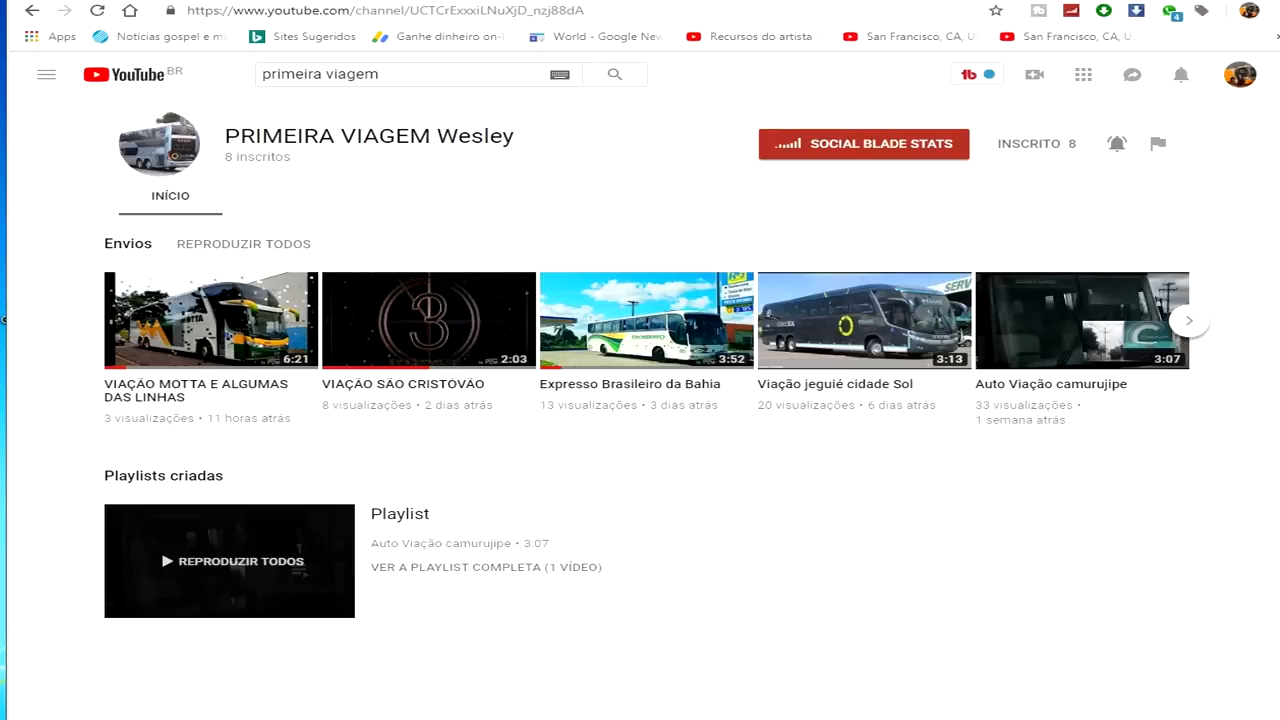 https://www.youtube.com/channel/UCTCrExxxiLNuXjD_nzj88dA
4
Apps Notícias gospel e mu Sites Sugeridos Ganhe dinheiro on-l World - Google New Recursos do artista San Francisco, CA, U San Francisco, CA, U
YouTube BR
primeira viagem
tb
PRIMEIRA VIAGEM Wesley
8 inscritos
SOCIAL BLADE STATS
INSCRITO 8
INÍCIO
Envios REPRODUZIR TODOS
6:21
3
2:03
3:52
3:13
3:07
VIAÇÃO MOTTA E ALGUMAS
DAS LINHAS
3 visualizações • 11 horas atrás
VIAÇÃO SÃO CRISTOVÃO
8 visualizações • 2 dias atrás
Expresso Brasileiro da Bahia
13 visualizações • 3 dias atrás
Viação jeguié cidade Sol
20 visualizações • 6 dias atrás
Auto Viação camurujipe
33 visualizações •
1 semana atrás
Playlists criadas
REPRODUZIR TODOS
Playlist
Auto Viação camurujipe • 3:07
VER A PLAYLIST COMPLETA (1 VÍDEO)